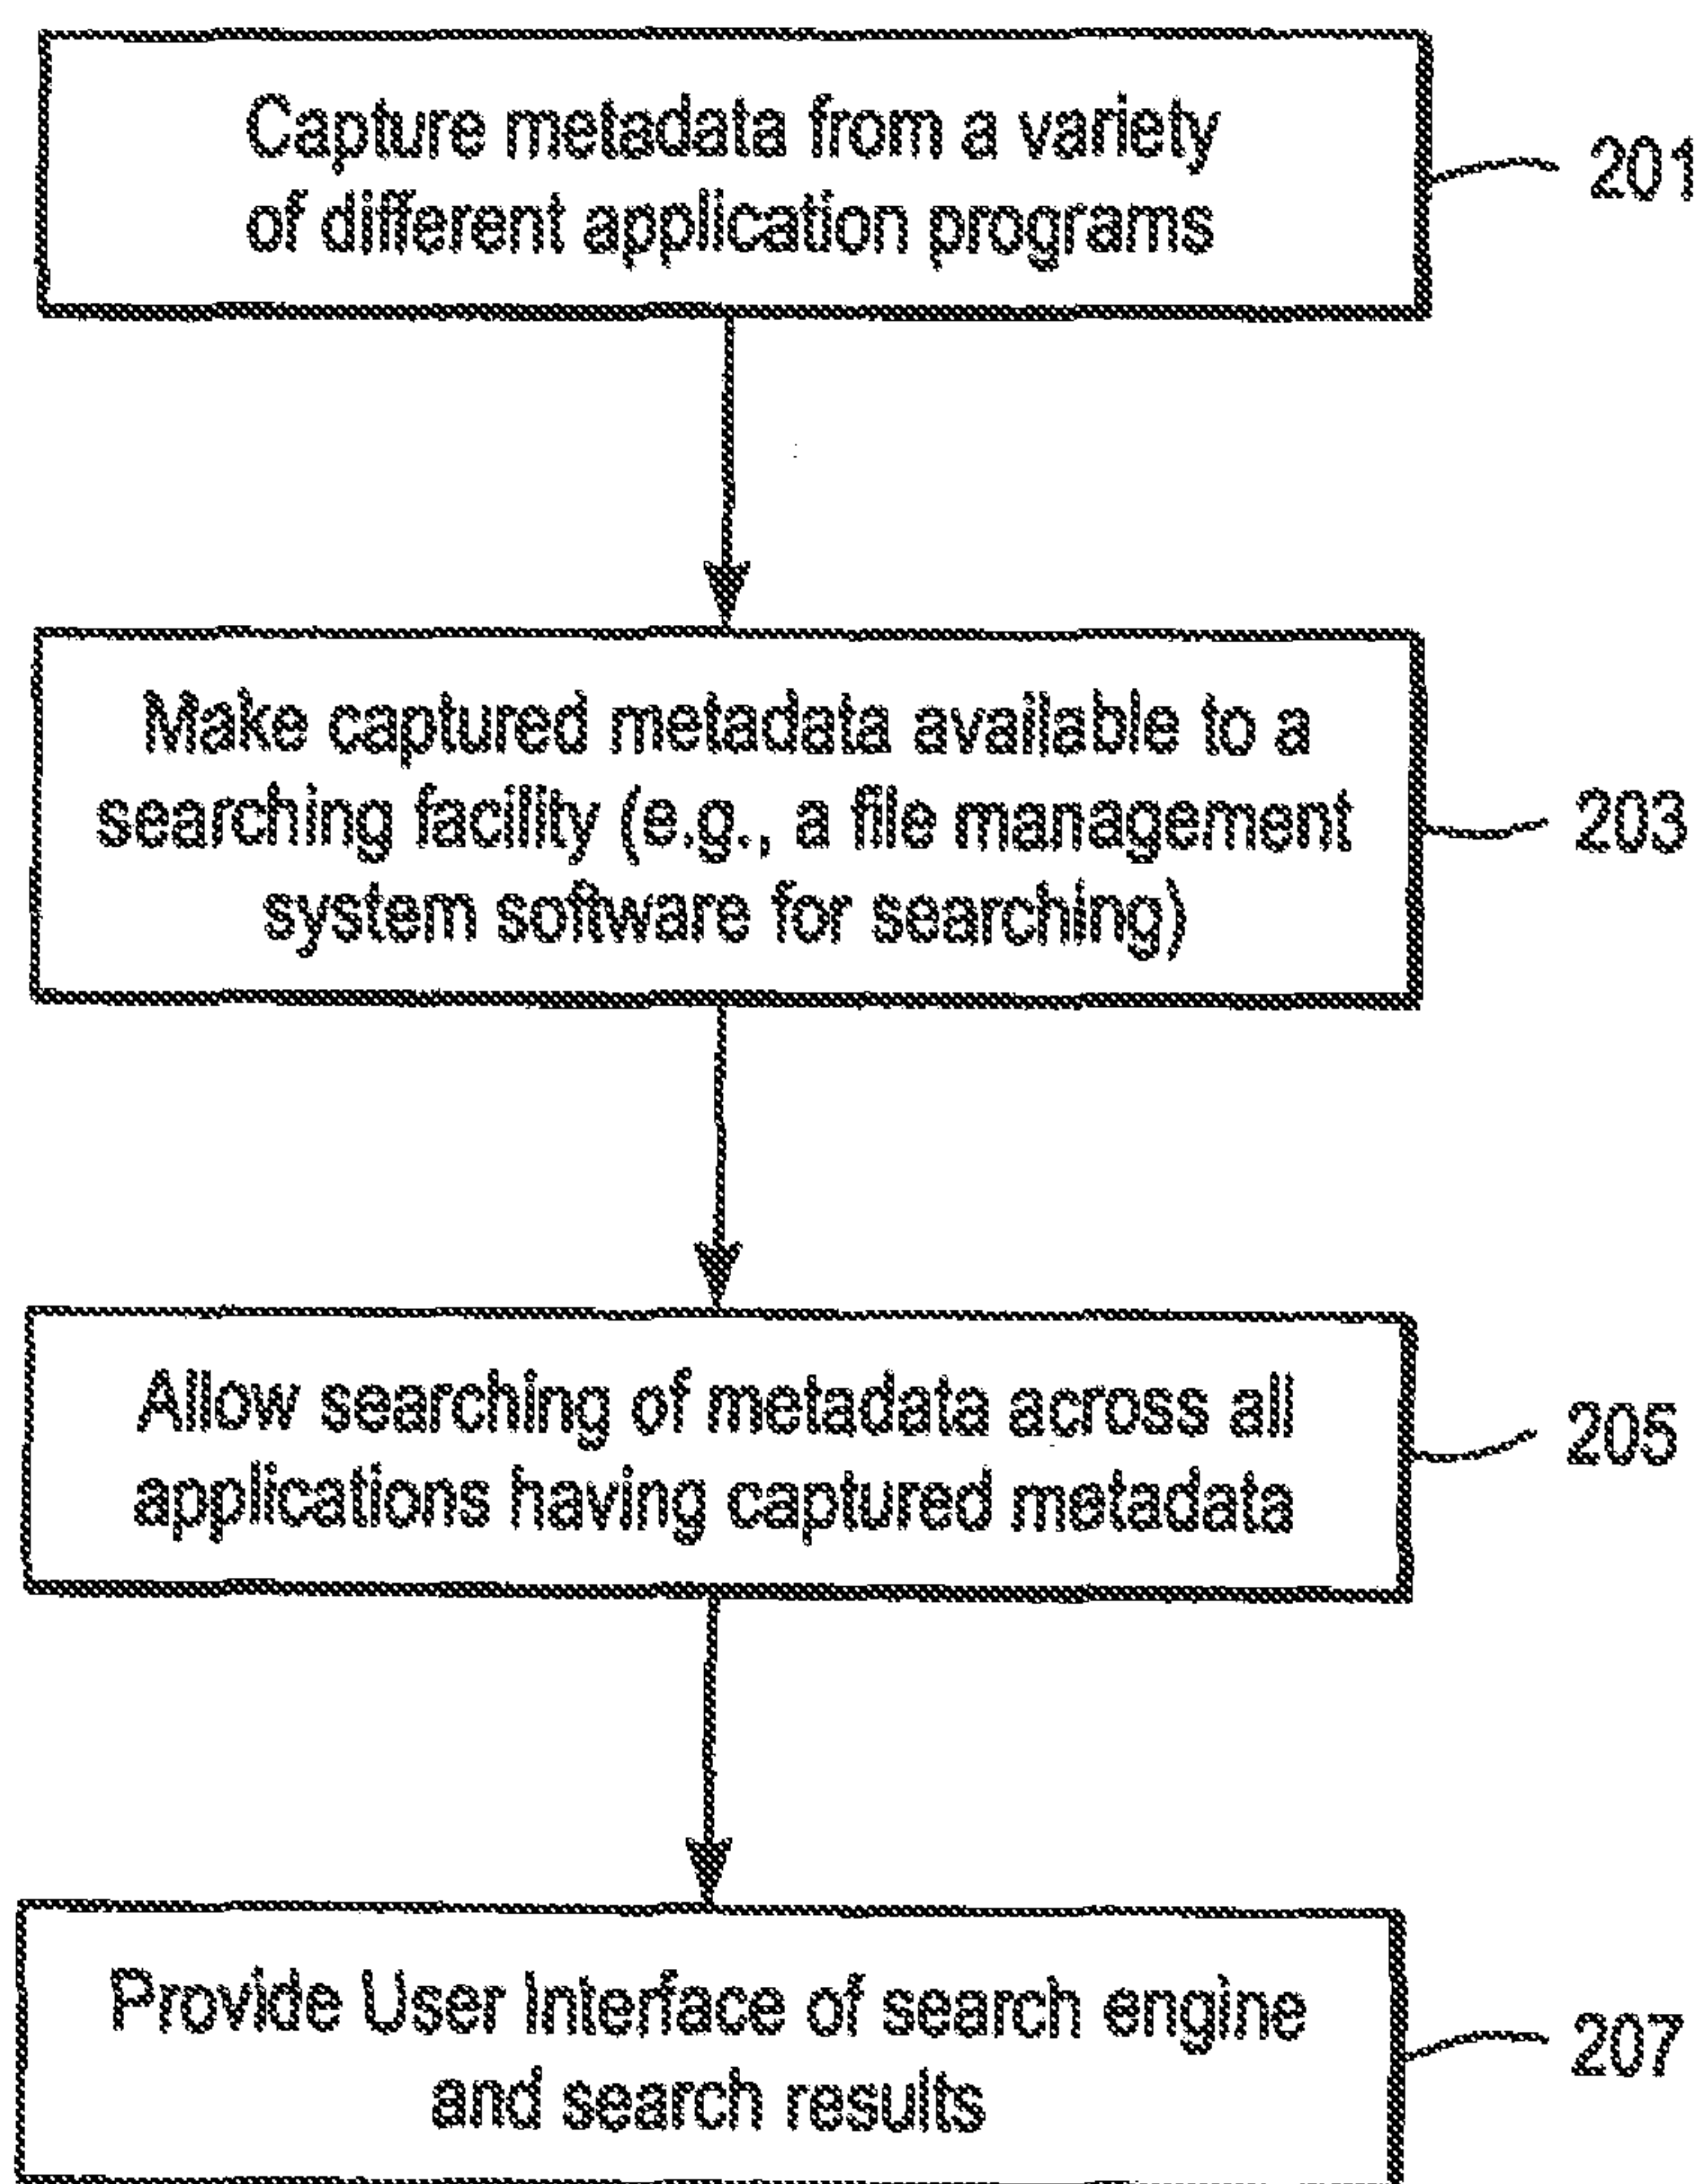 Capture metadata from a variety
of different application programs
201
Make captured metadata available to a
searching facility (e.g., a file management
system software for searching)
203
Allow searching of metadata across all
applications having captured metadata
205
Provide User Interface of search engine
and search results
207